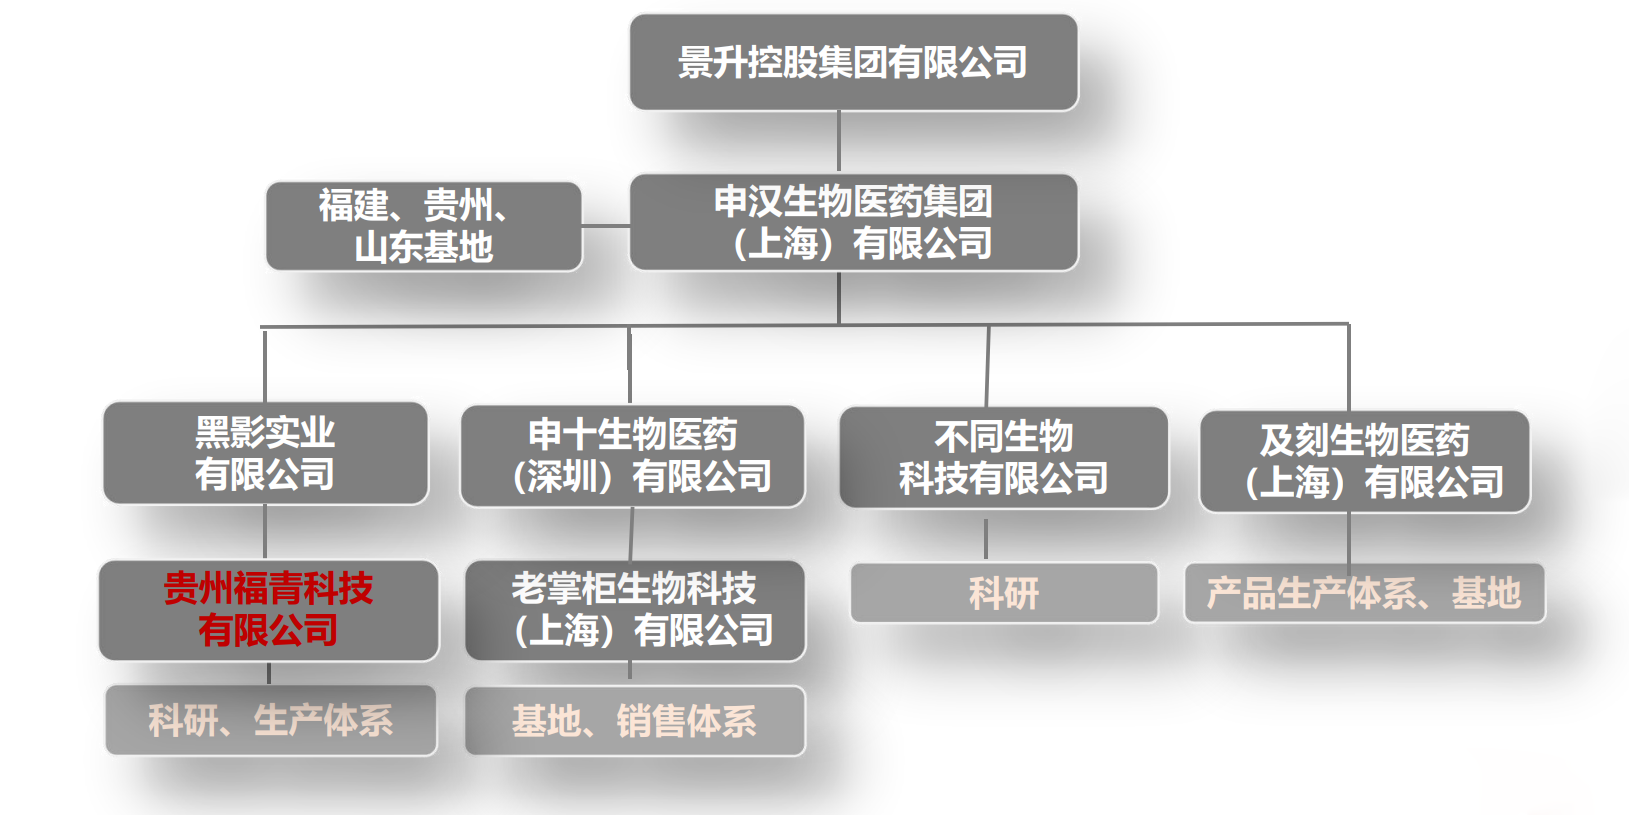 景升控股集团有限公司
福建、贵州、
山东基地
申汉生物医药集团
（上海）有限公司
黑影实业
有限公司
申十生物医药
（深圳）有限公司
不同生物
科技有限公司
及刻生物医药
（上海）有限公司
贵州福青科技
有限公司
老掌柜生物科技
（上海）有限公司
科研
产品生产体系、基地
科研、生产体系
基地、销售体系